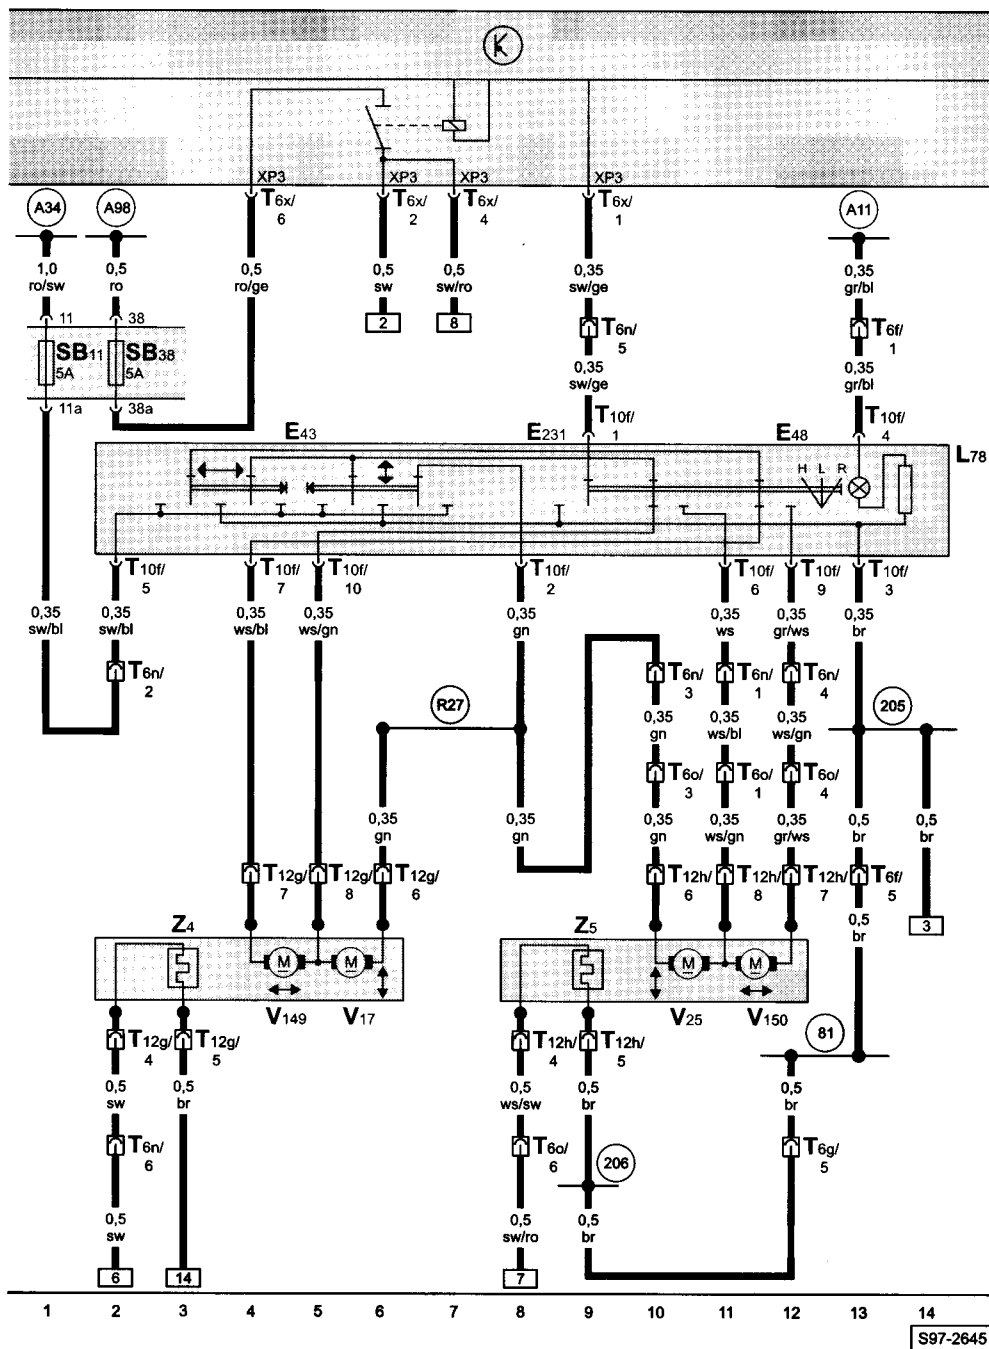 K
XP3 XP3 XP3 XP3
T6x/ 6 T6x/ 2 T6x/ 4 T6x/ 1
A34 A98 A11
1,0 ro/sw
0,5 ro
0,5 ro/ge
0,5 sw
0,5 sw/ro
0,35 sw/ge
0,35 gr/bl
2 8
11 38
T6n/ 5 T6f/ 1
SB11 5A SB38 5A
0,35 sw/ge
0,35 gr/bl
11a 38a
T10f/ 1 T10f/ 4
E43 E231 E48 L78
H L R
T10f/ 5 T10f/ 7 T10f/ 10 T10f/ 2 T10f/ 6 T10f/ 9 T10f/ 3
0,35 sw/bl
0,35 sw/bl
0,35 ws/bl
0,35 ws/gn
0,35 gn
0,35 ws
0,35 gr/ws
0,35 br
T6n/ 2 T6n/ 3 T6n/ 1 T6n/ 4
R27 205
0,35 gn
0,35 ws/bl
0,35 ws/gn
T6o/ 3 T6o/ 1 T6o/ 4
0,35 gn
0,35 gn
0,35 gn
0,35 ws/gn
0,35 gr/ws
0,5 br
0,5 br
T12g/ 7 T12g/ 8 T12g/ 6 T12h/ 6 T12h/ 8 T12h/ 7 T6f/ 5
3
0,5 br
Z4 Z5
M M M M
V149 V17 V25 V150
T12g/ 4 T12g/ 5 T12h/ 4 T12h/ 5
81
0,5 sw
0,5 br
0,5 ws/sw
0,5 br
0,5 br
T6n/ 6 T6o/ 6 T6g/ 5
206
0,5 sw
0,5 sw/ro
0,5 br
6 14 7
1 2 3 4 5 6 7 8 9 10 11 12 13 14
S97-2645